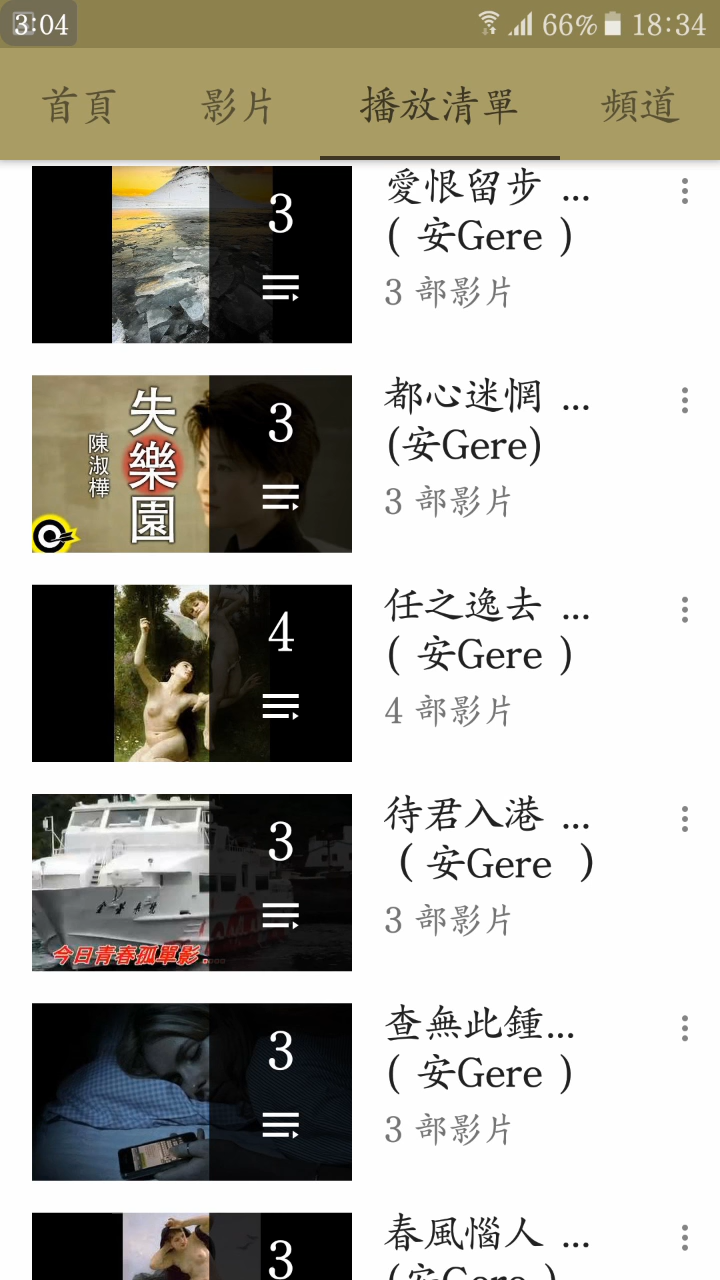 3:04
66%
18:34
首頁
影片
播放清單
頻道
3
愛恨留步 ...
( 安Gere )
3 部影片
失樂園
陳淑樺
3
都心迷惘 ...
(安Gere)
3 部影片
4
任之逸去 ...
( 安Gere )
4 部影片
3
今日青春孤單影....
待君入港 ...
( 安Gere )
3 部影片
3
查無此鍾...
( 安Gere )
3 部影片
3
春風惱人 ...
(安Gere )